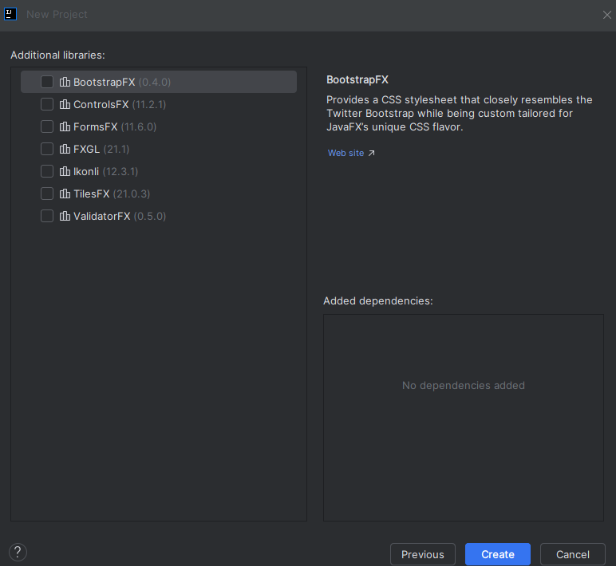 New Project
Additional libraries:
BootstrapFX (0.4.0)
ControlsFX (11.2.1)
FormsFX (11.6.0)
FXGL (21.1)
Ikonli (12.3.1)
TilesFX (21.0.3)
ValidatorFX (0.5.0)
BootstrapFX
Provides a CSS stylesheet that closely resembles the
Twitter Bootstrap while being custom tailored for
JavaFX's unique CSS flavor.
Web site ↗
Added dependencies:
No dependencies added
?
Previous
Create
Cancel